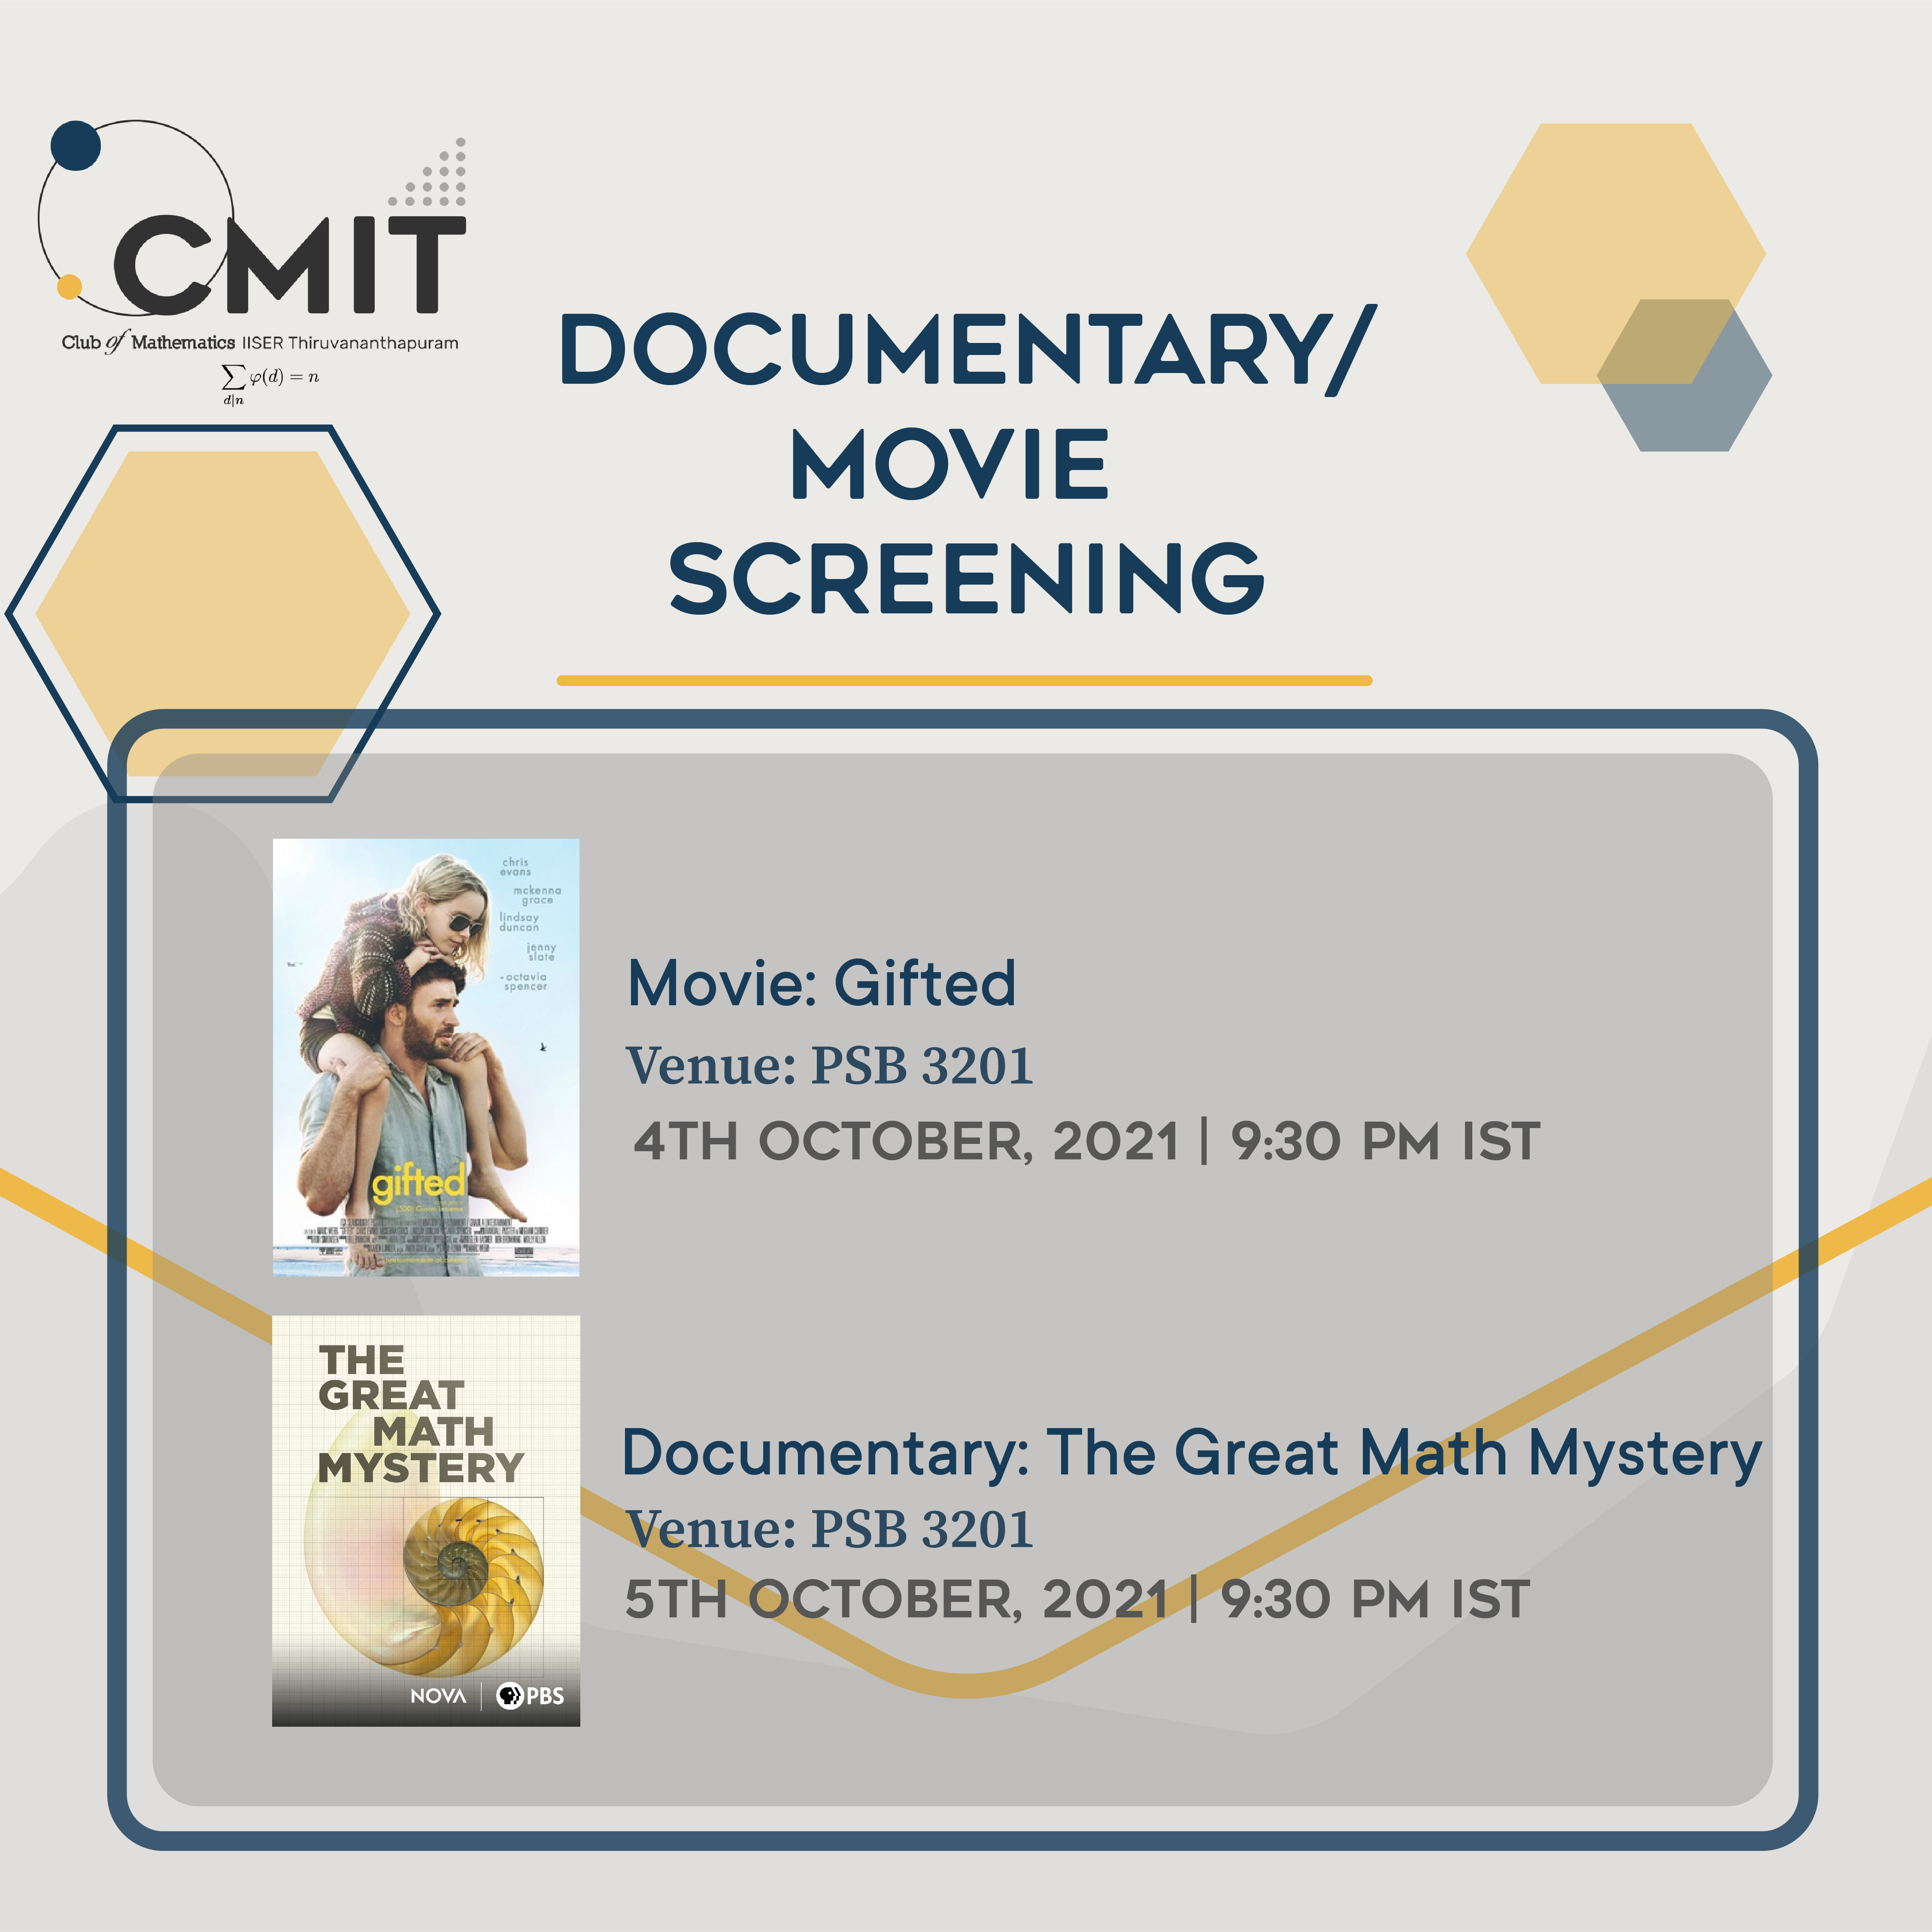 CMIT
Club of Mathematics IISER Thiruvananthapuram
∑ φ(d) = n
d|n
DOCUMENTARY/
MOVIE
SCREENING
chris
evans
mckenna
grace
lindsay
duncan
jenny
slate
octavia
spencer
gifted
Movie: Gifted
Venue: PSB 3201
4TH OCTOBER, 2021 | 9:30 PM IST
THE
GREAT
MATH
MYSTERY
NOVA | PBS
Documentary: The Great Math Mystery
Venue: PSB 3201
5TH OCTOBER, 2021 | 9:30 PM IST